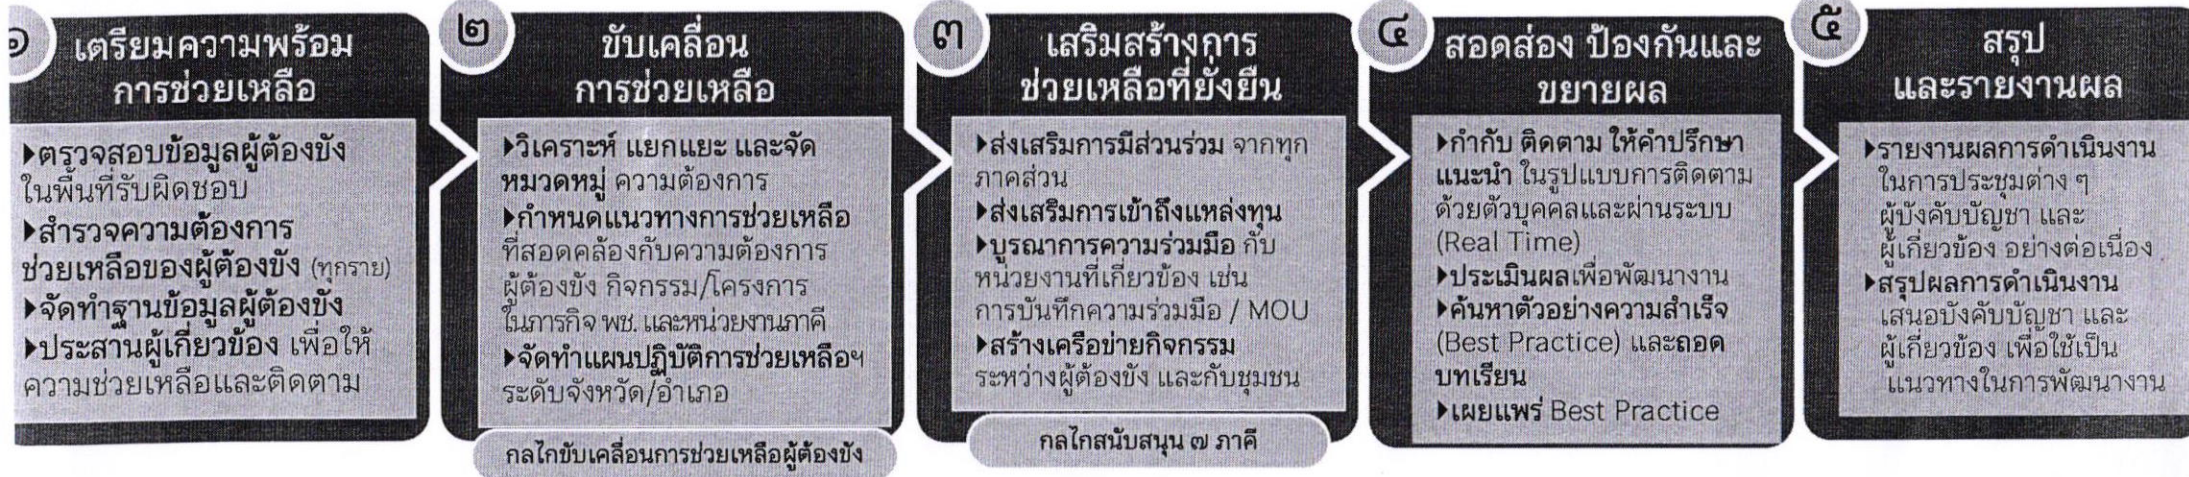 ๑
เตรียมความพร้อม
การช่วยเหลือ
▶ตรวจสอบข้อมูลผู้ต้องขัง
ในพื้นที่รับผิดชอบ
▶สำรวจความต้องการ
ช่วยเหลือของผู้ต้องขัง (ทุกราย)
▶จัดทำฐานข้อมูลผู้ต้องขัง
▶ประสานผู้เกี่ยวข้อง เพื่อให้
ความช่วยเหลือและติดตาม
๒
ขับเคลื่อน
การช่วยเหลือ
▶วิเคราะห์ แยกแยะ และจัด
หมวดหมู่ ความต้องการ
▶กำหนดแนวทางการช่วยเหลือ
ที่สอดคล้องกับความต้องการ
ผู้ต้องขัง กิจกรรม/โครงการ
ในภารกิจ พช. และหน่วยงานภาคี
▶จัดทำแผนปฏิบัติการช่วยเหลือฯ
ระดับจังหวัด/อำเภอ
กลไกขับเคลื่อนการช่วยเหลือผู้ต้องขัง
๓
เสริมสร้างการ
ช่วยเหลือที่ยั่งยืน
▶ส่งเสริมการมีส่วนร่วม จากทุก
ภาคส่วน
▶ส่งเสริมการเข้าถึงแหล่งทุน
▶บูรณาการความร่วมมือ กับ
หน่วยงานที่เกี่ยวข้อง เช่น
การบันทึกความร่วมมือ / MOU
▶สร้างเครือข่ายกิจกรรม
ระหว่างผู้ต้องขัง และกับชุมชน
กลไกสนับสนุน ๗ ภาคี
๔
สอดส่อง ป้องกันและ
ขยายผล
▶กำกับ ติดตาม ให้คำปรึกษา
แนะนำ ในรูปแบบการติดตาม
ด้วยตัวบุคคลและผ่านระบบ
(Real Time)
▶ประเมินผลเพื่อพัฒนางาน
▶ค้นหาตัวอย่างความสำเร็จ
(Best Practice) และถอด
บทเรียน
▶เผยแพร่ Best Practice
๕
สรุป
และรายงานผล
▶รายงานผลการดำเนินงาน
ในการประชุมต่าง ๆ
ผู้บังคับบัญชา และ
ผู้เกี่ยวข้อง อย่างต่อเนื่อง
▶สรุปผลการดำเนินงาน
เสนอบังคับบัญชา และ
ผู้เกี่ยวข้อง เพื่อใช้เป็น
แนวทางในการพัฒนางาน